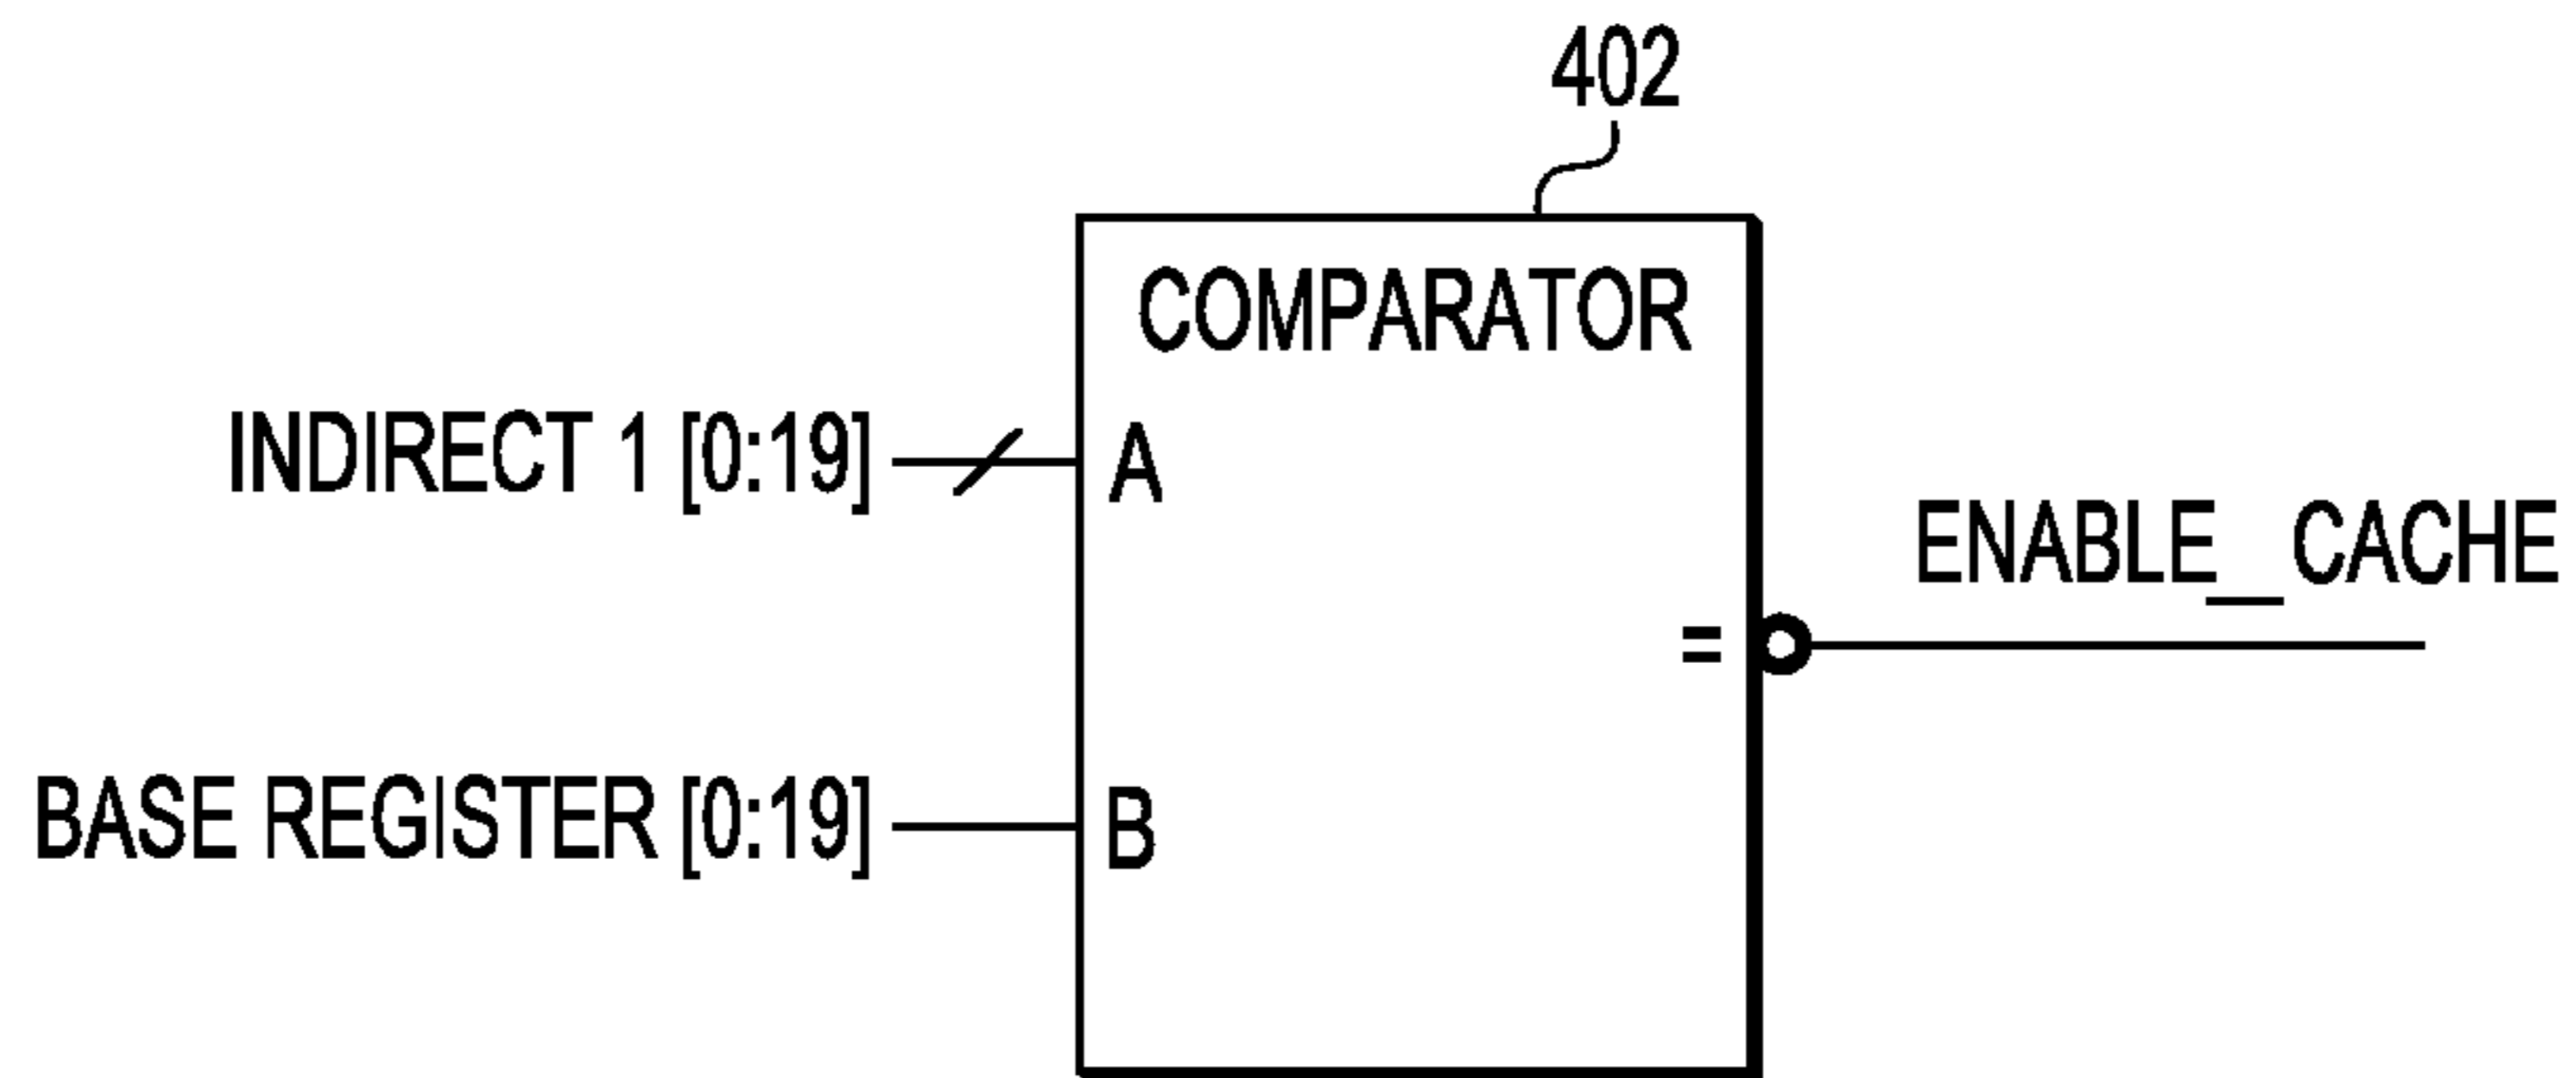 402
COMPARATOR
INDIRECT 1 [0:19]
A
ENABLE_CACHE
=
BASE REGISTER [0:19]
B